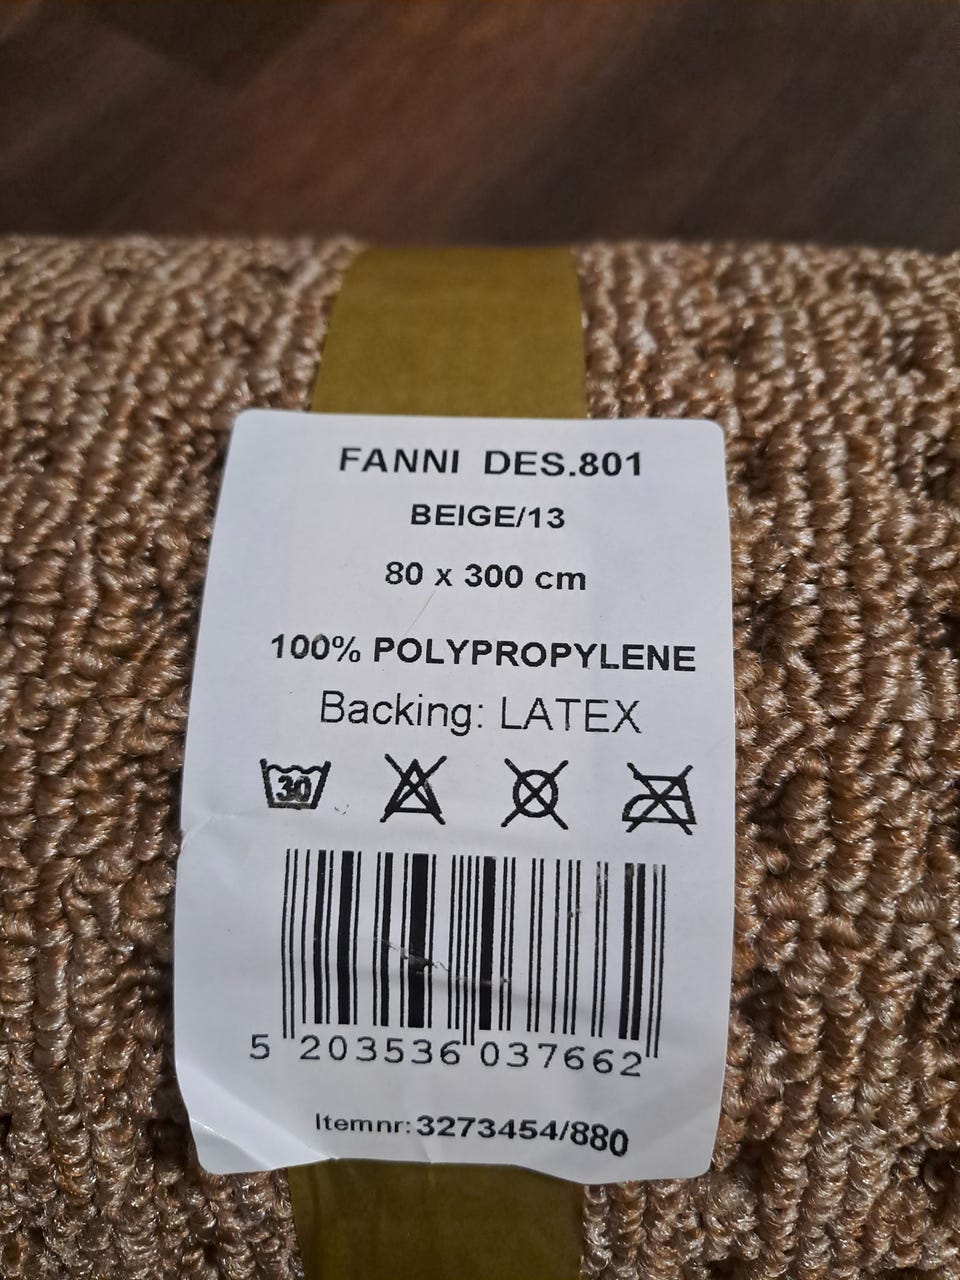 FANNI DES.801
BEIGE/13
80 x 300 cm
100% POLYPROPYLENE
Backing: LATEX
30
5 203536 037662
Itemnr: 3273454/880